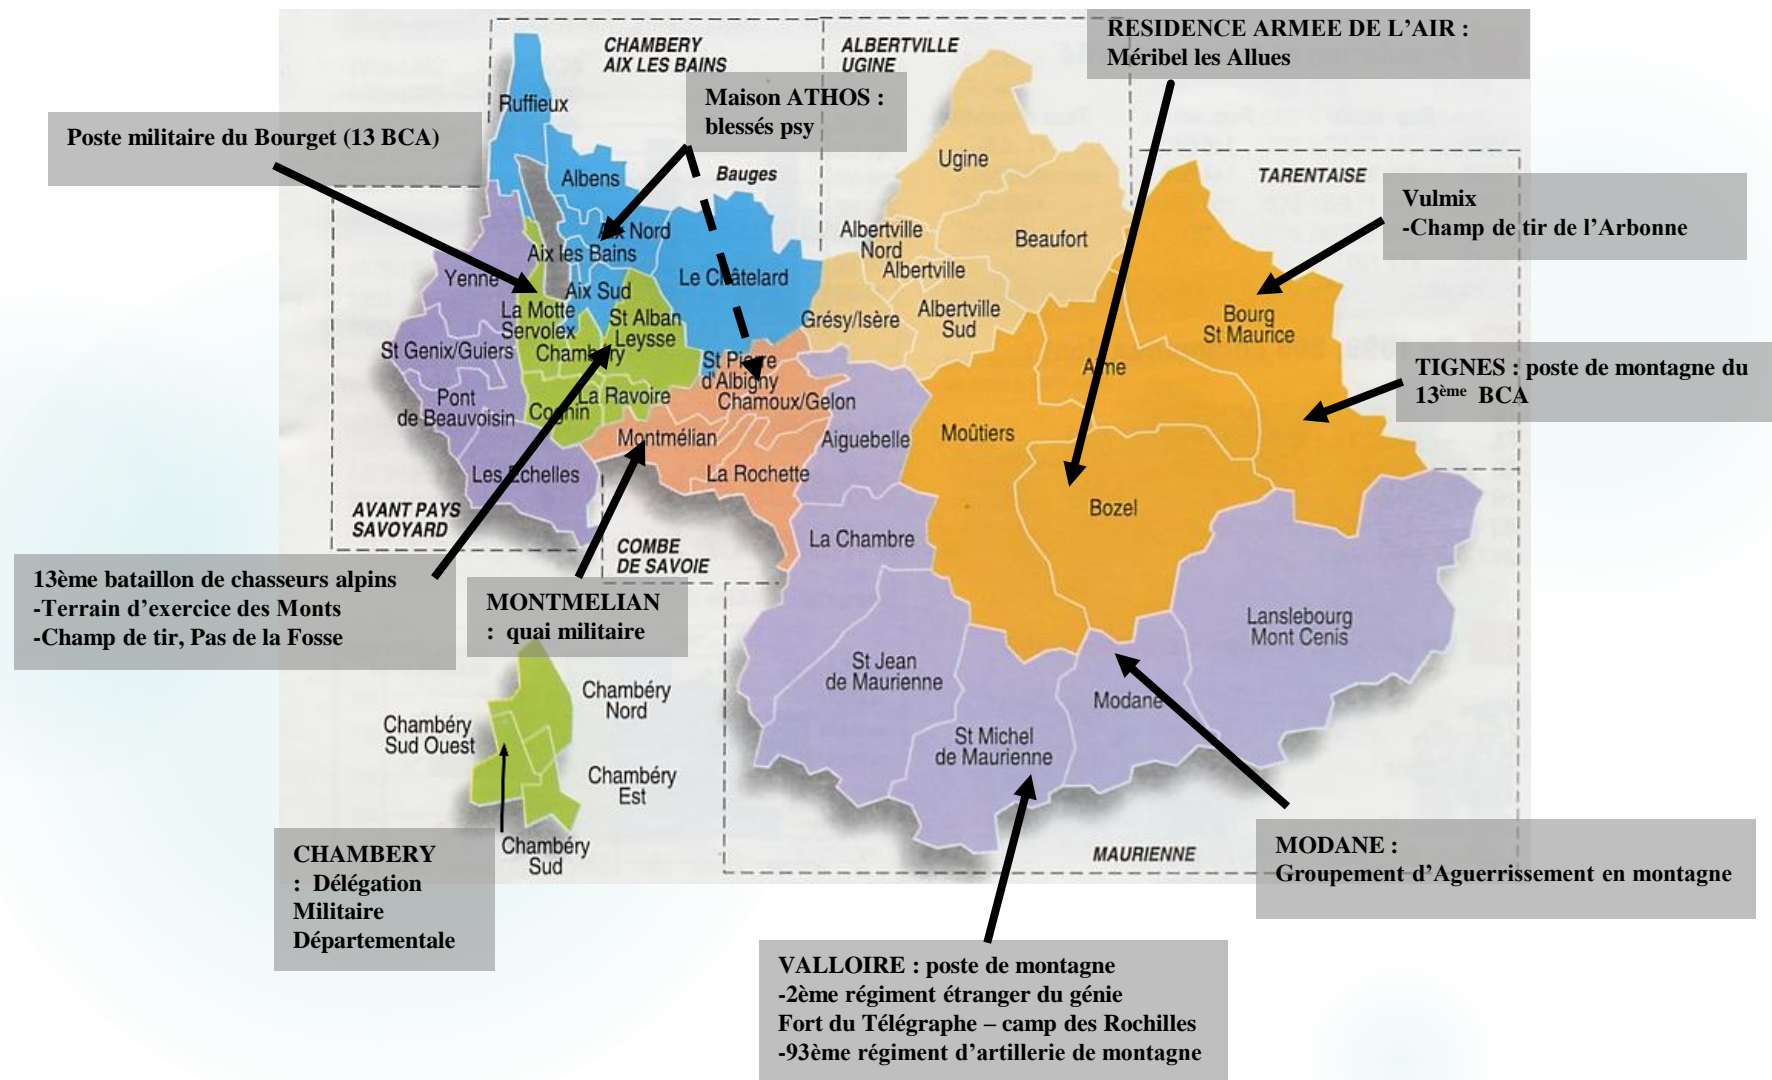 RESIDENCE ARMEE DE L’AIR :
Méribel les Allues
CHAMBERY
AIX LES BAINS
ALBERTVILLE
UGINE
Maison ATHOS :
blessés psy
Poste militaire du Bourget (13 BCA)
Ruffieux
Albens
Bauges
Ugine
TARENTAISE
Vulmix
-Champ de tir de l’Arbonne
Aix Nord
Aix les Bains
Aix Sud
Yenne
Le Châtelard
Albertville
Nord
Albertville
Beaufort
La Motte
Servolex
St Alban
Leysse
Grésy/Isère
Albertville
Sud
Bourg
St Maurice
St Genix/Guiers
Chambéry
St Pierre
d'Albigny
Aime
TIGNES : poste de montagne du
13ème BCA
Pont
de Beauvoisin
Cognin
La Ravoire
Chamoux/Gelon
Montmélian
Aiguebelle
Moûtiers
Les Echelles
La Rochette
Bozel
AVANT PAYS
SAVOYARD
COMBE
DE SAVOIE
La Chambre
13ème bataillon de chasseurs alpins
-Terrain d’exercice des Monts
-Champ de tir, Pas de la Fosse
MONTMELIAN
: quai militaire
Lanslebourg
Mont Cenis
St Jean
de Maurienne
Modane
St Michel
de Maurienne
Chambéry
Nord
Chambéry
Sud Ouest
Chambéry
Est
Chambéry
Sud
CHAMBERY
: Délégation
Militaire
Départementale
MAURIENNE
MODANE :
Groupement d’Aguerrissement en montagne
VALLOIRE : poste de montagne
-2ème régiment étranger du génie
Fort du Télégraphe – camp des Rochilles
-93ème régiment d’artillerie de montagne